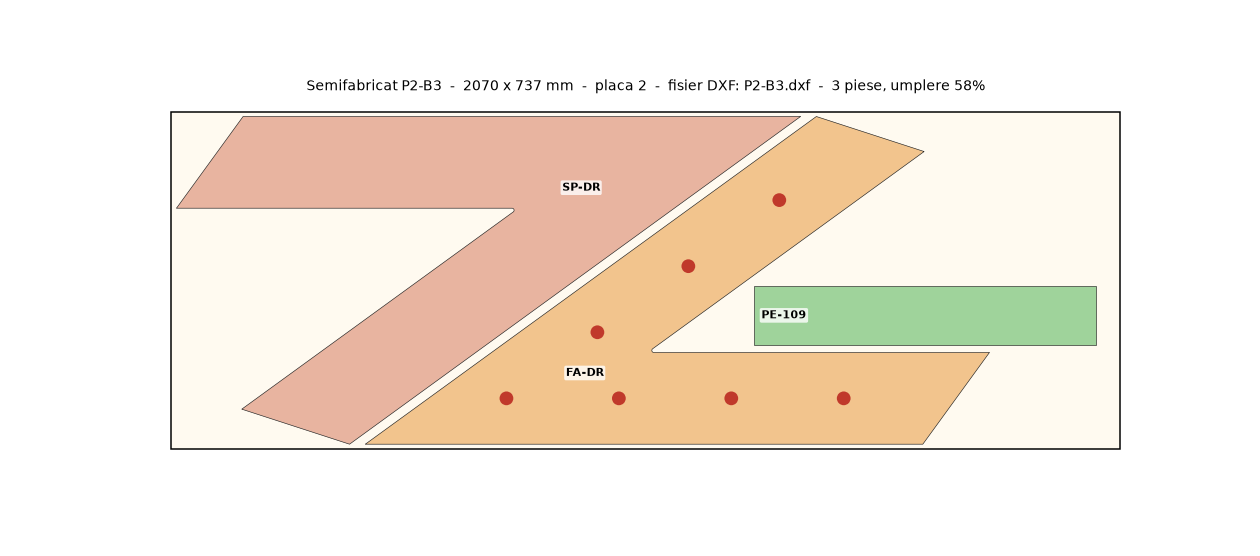 Semifabricat P2-B3 - 2070 x 737 mm - placa 2 - fisier DXF: P2-B3.dxf - 3 piese, umplere 58%
SP-DR
PE-109
FA-DR